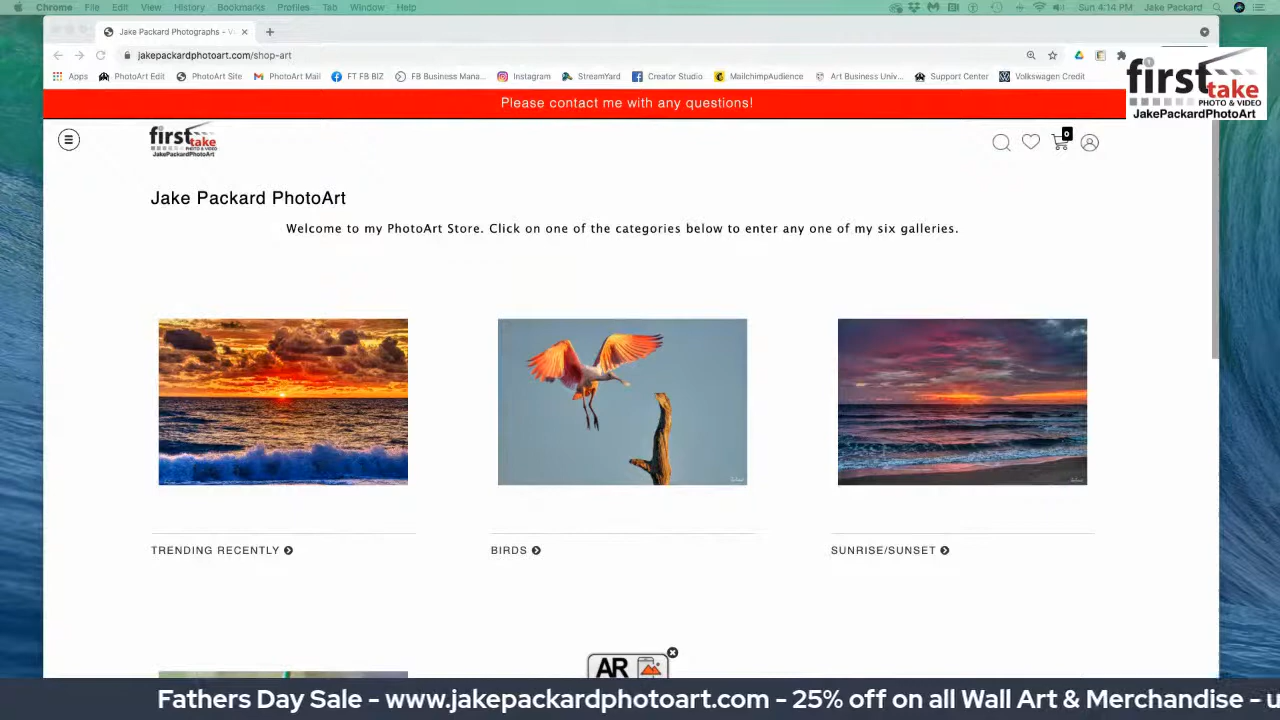 Chrome File Edit View History Bookmarks Profiles Tab Window Help Sun 4:14 PM Jake Packard
Jake Packard Photographs - V
jakepackardphotoart.com/shop-art
Apps PhotoArt Edit PhotoArt Site PhotoArt Mail FT FB BIZ FB Business Mana... Instagram StreamYard Creator Studio MailchimpAudience Art Business Univ... Support Center Volkswagen Credit
first
take
PHOTO & VIDEO
JakePackardPhotoArt
Please contact me with any questions!
first
take
PHOTO & VIDEO
JakePackardPhotoArt
0
Jake Packard PhotoArt
Welcome to my PhotoArt Store. Click on one of the categories below to enter any one of my six galleries.
TRENDING RECENTLY
BIRDS
SUNRISE/SUNSET
AR
Fathers Day Sale - www.jakepackardphotoart.com - 25% off on all Wall Art & Merchandise - u